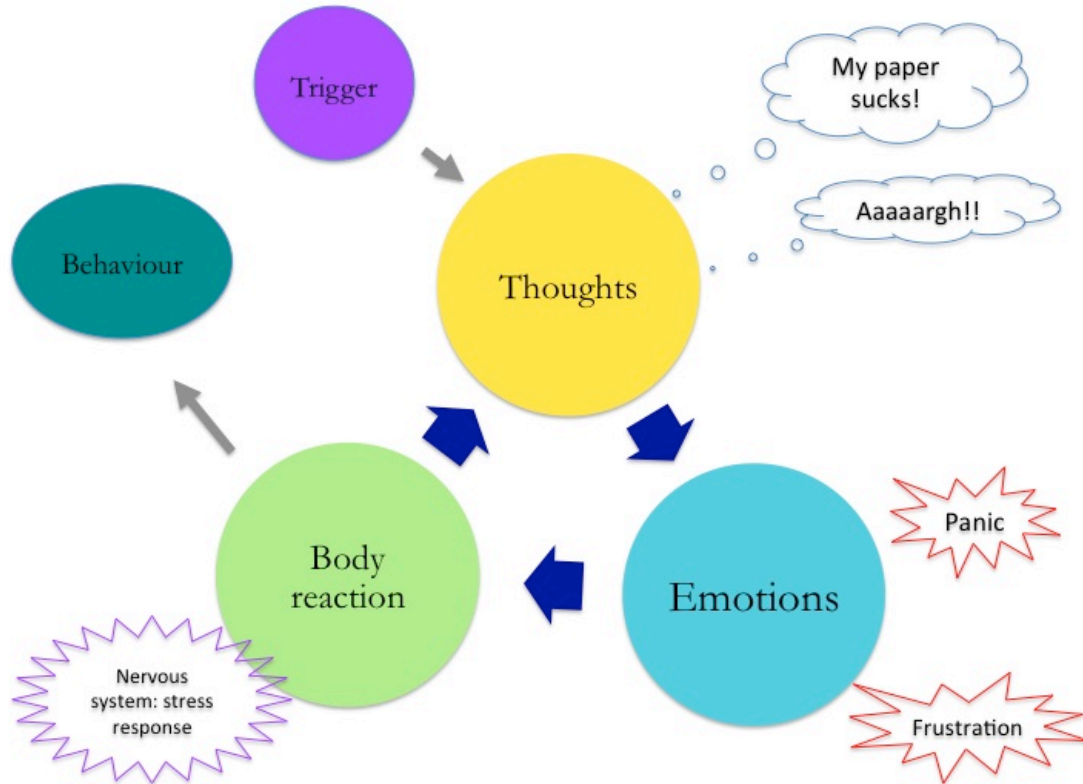 Trigger
My paper
sucks!
Aaaaargh!!
Behaviour
Thoughts
Panic
Body
reaction
Emotions
Nervous
system: stress
response
Frustration